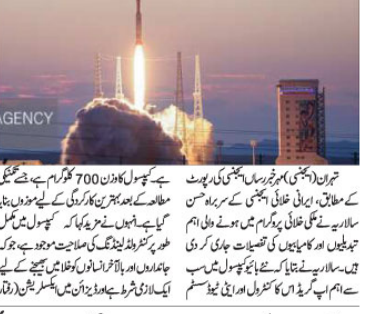 AGENCY
تہران (ایجنسی) مہر خبر رساں ایجنسی کی رپورٹ
کے مطابق، ایرانی خلائی ایجنسی کے سربراہ حسن
سالاریہ نے ملکی خلائی پروگرام میں ہونے والی اہم
تبدیلیوں اور کامیابیوں کی تفصیلات جاری کر دی
ہیں۔ سالاریہ نے بتایا کہ نئے بائیو کیپسول میں سب
سے اہم اپ گریڈ اس کا کنٹرول اور اینی ٹیوڈ سسٹم
ہے۔ کیپسول کا وزن 700 کلوگرام ہے، جسے تکنیکی
مطالعہ کے بعد بہترین کارکردگی کے لیے موزوں بنایا
گیا ہے۔ انہوں نے مزید کہا کہ کیپسول میں مکمل
طور پر کنٹرولڈ لینڈنگ کی صلاحیت موجود ہے، جو کہ
جانداروں اور بالآخر انسانوں کو خلا میں بھیجنے کے لیے
ایک لازمی شرط ہے اور ڈیزائن میں ایکسلریشن (رفتار